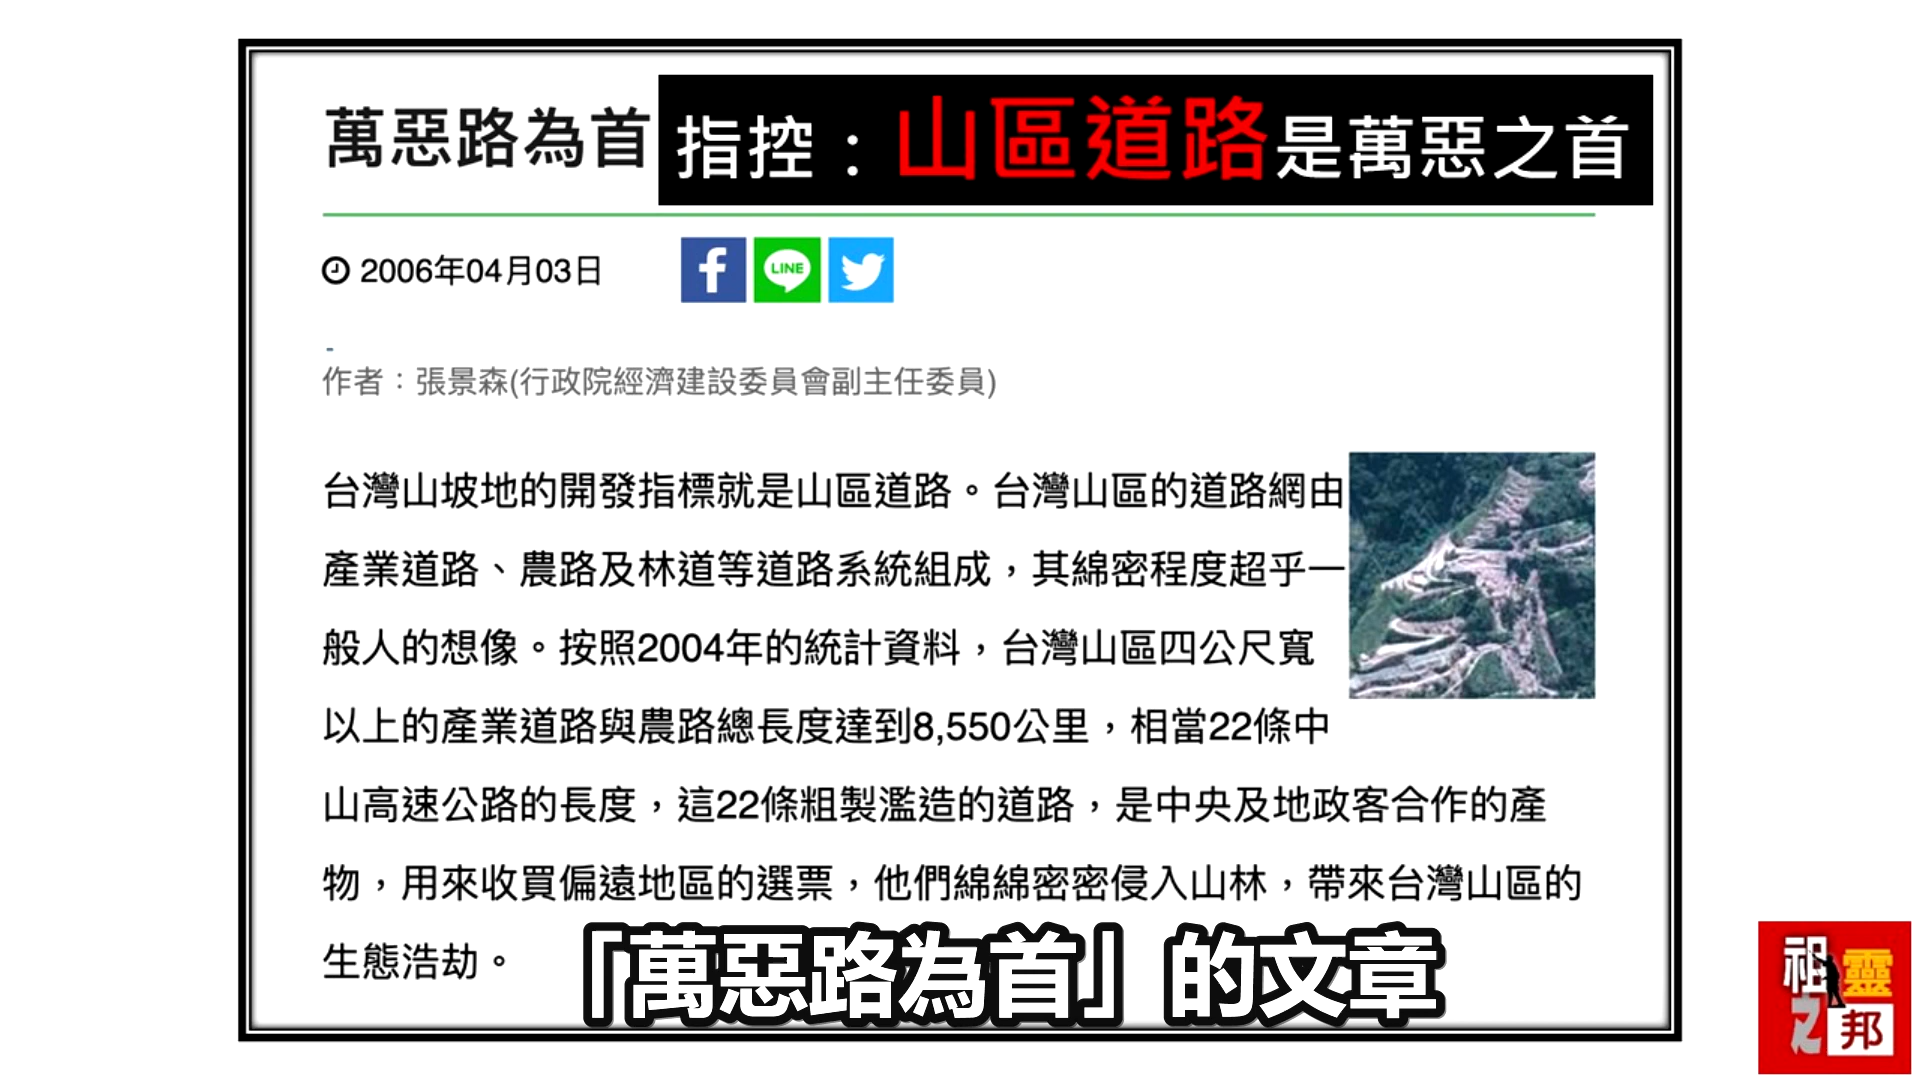 萬惡路為首
指控：山區道路是萬惡之首
2006年04月03日
LINE
-
作者：張景森(行政院經濟建設委員會副主任委員)
台灣山坡地的開發指標就是山區道路。台灣山區的道路網由
產業道路、農路及林道等道路系統組成，其綿密程度超乎一
般人的想像。按照2004年的統計資料，台灣山區四公尺寬
以上的產業道路與農路總長度達到8,550公里，相當22條中
山高速公路的長度，這22條粗製濫造的道路，是中央及地政客合作的產
物，用來收買偏遠地區的選票，他們綿綿密密侵入山林，帶來台灣山區的
生態浩劫。
「萬惡路為首」的文章
祖靈之邦